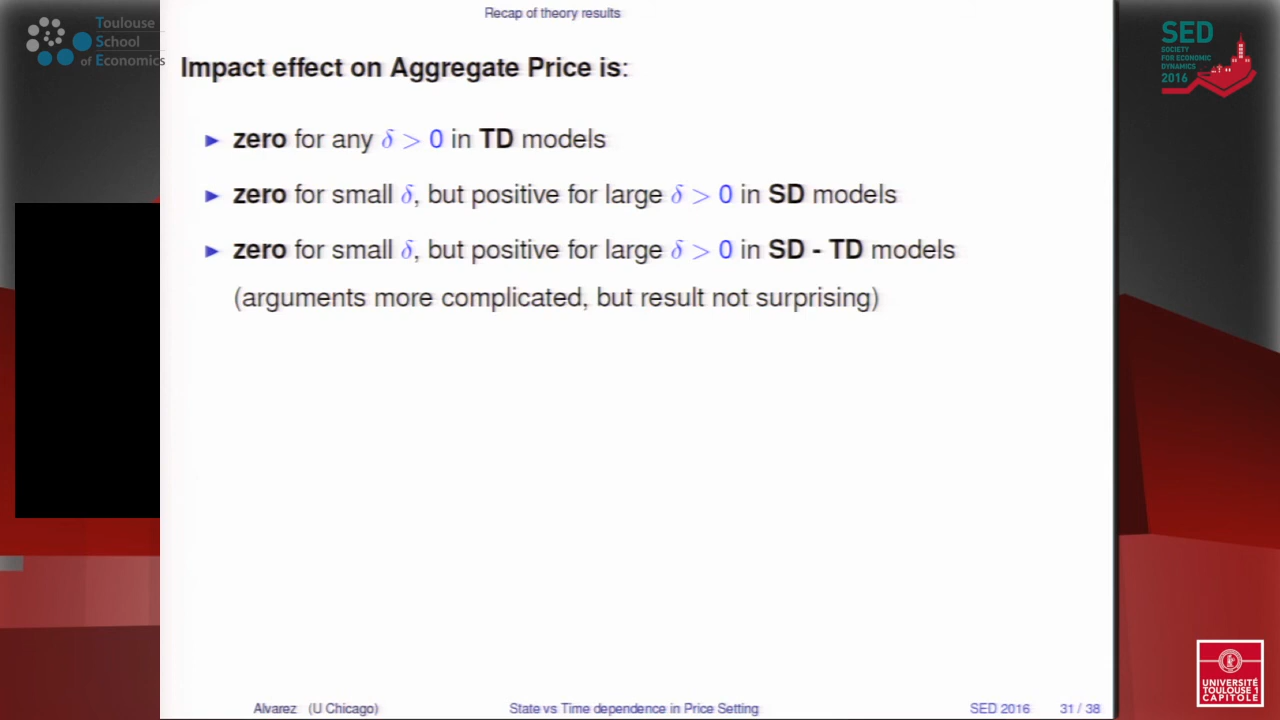 Toulouse
School
of Economics
SED
SOCIETY
FOR ECONOMIC
DYNAMICS
2016
Recap of theory results
Impact effect on Aggregate Price is:
► zero for any δ > 0 in TD models
► zero for small δ, but positive for large δ > 0 in SD models
► zero for small δ, but positive for large δ > 0 in SD - TD models
(arguments more complicated, but result not surprising)
Alvarez (U Chicago) State vs Time dependence in Price Setting SED 2016 31 / 38
UNIVERSITÉ
TOULOUSE 1
CAPITOLE